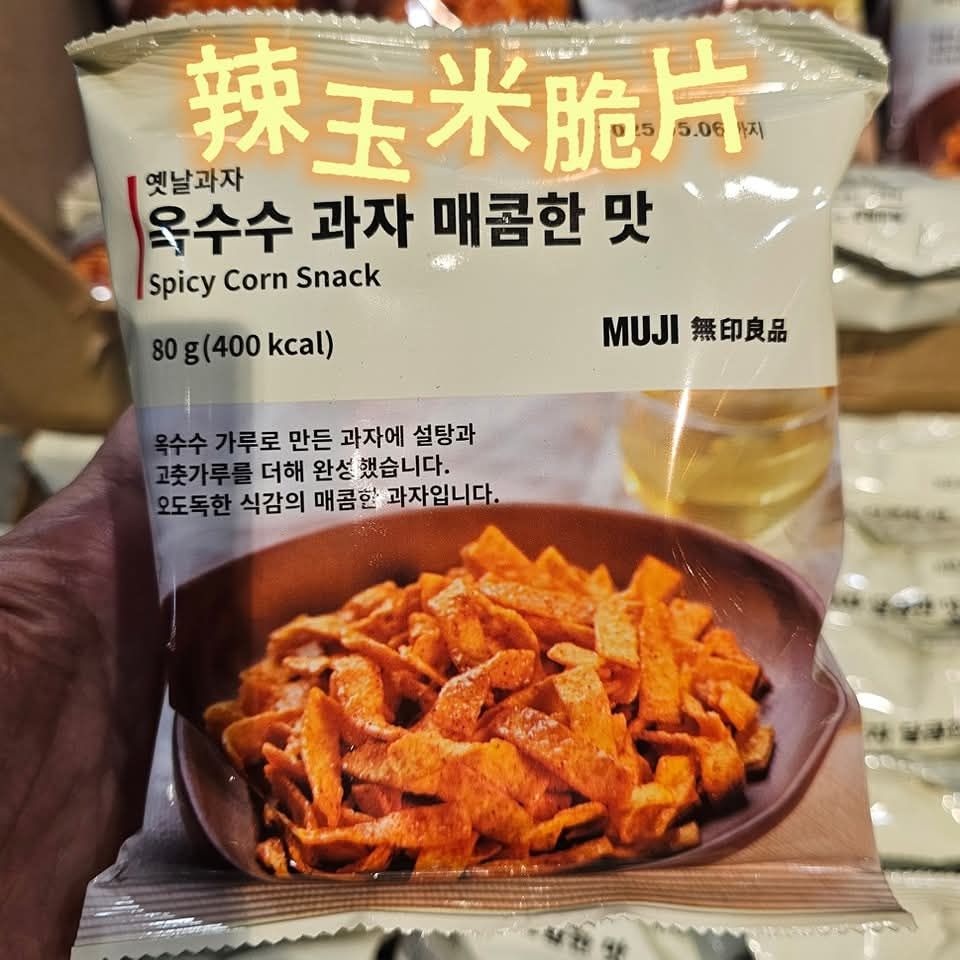 辣玉米脆片
옛날과자
옥수수 과자 매콤한 맛
Spicy Corn Snack
80 g(400 kcal)
MUJI 無印良品
옥수수 가루로 만든 과자에 설탕과
고춧가루를 더해 완성했습니다.
오도독한 식감의 매콤한 과자입니다.